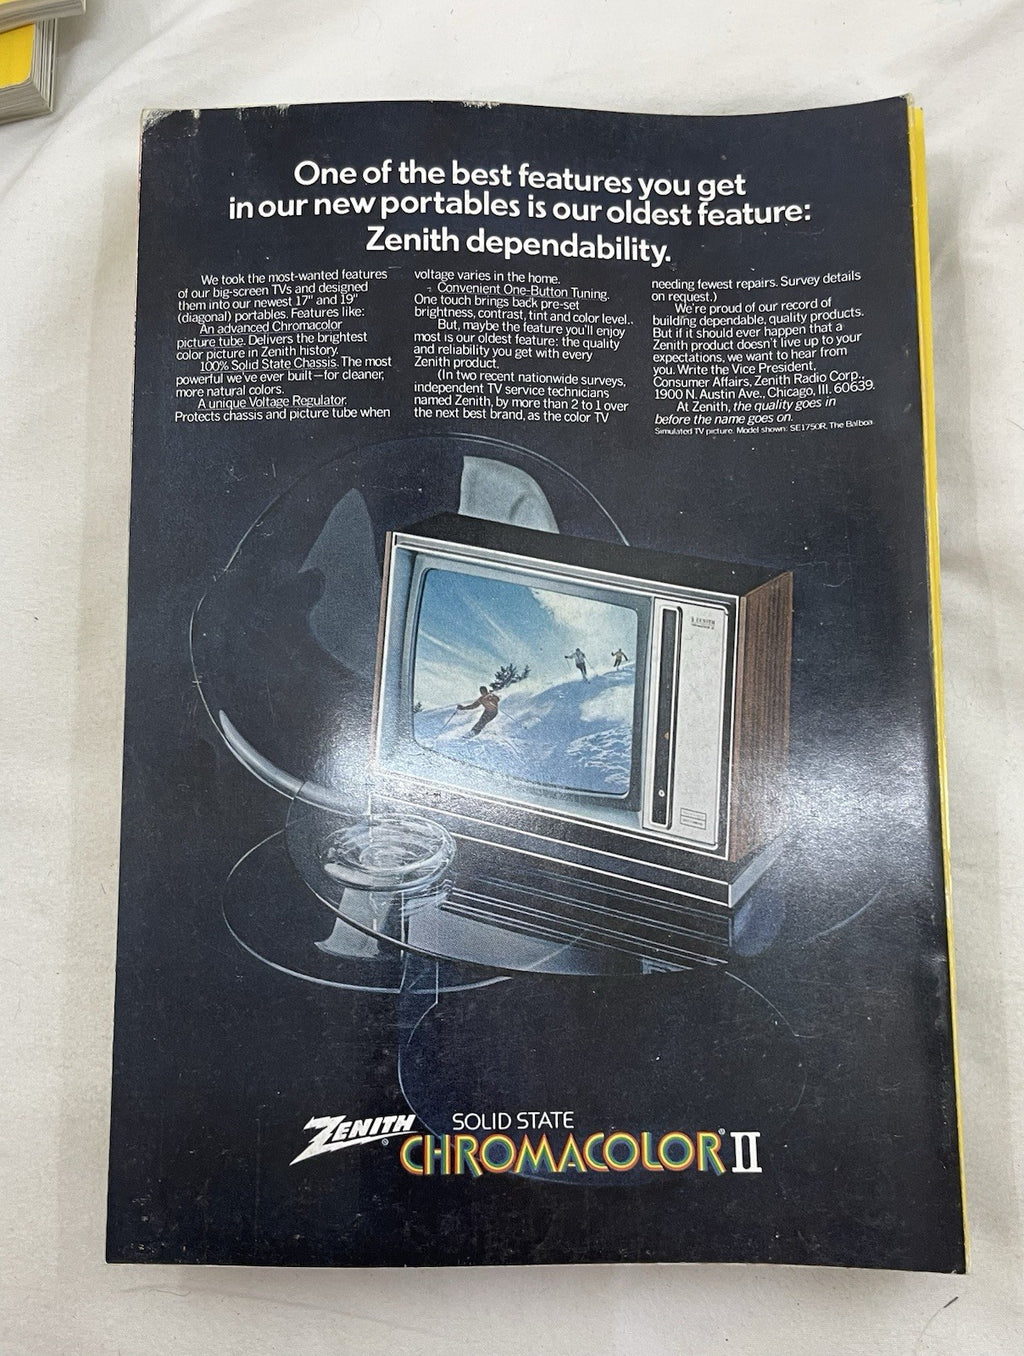 One of the best features you get
in our new portables is our oldest feature:
Zenith dependability.
We took the most-wanted features
of our big-screen TVs and designed
them into our newest 17" and 19"
(diagonal) portables. Features like:
An advanced Chromacolor
picture tube. Delivers the brightest
color picture in Zenith history.
100% Solid State Chassis. The most
powerful we've ever built—for cleaner,
more natural colors.
A unique Voltage Regulator.
Protects chassis and picture tube when
voltage varies in the home.
Convenient One-Button Tuning.
One touch brings back pre-set
brightness, contrast, tint and color level..
But, maybe the feature you'll enjoy
most is our oldest feature: the quality
and reliability you get with every
Zenith product.
(In two recent nationwide surveys,
independent TV service technicians
named Zenith, by more than 2 to 1 over
the next best brand, as the color TV
needing fewest repairs. Survey details
on request.)
We're proud of our record of
building dependable, quality products.
But if it should ever happen that a
Zenith product doesn't live up to your
expectations, we want to hear from
you. Write the Vice President,
Consumer Affairs, Zenith Radio Corp.,
1900 N. Austin Ave., Chicago, Ill. 60639.
At Zenith, the quality goes in
before the name goes on.
Simulated TV picture. Model shown: SE1750R, The Balboa.
ZENITH
ZENITH® SOLID STATE
CHROMACOLOR® II